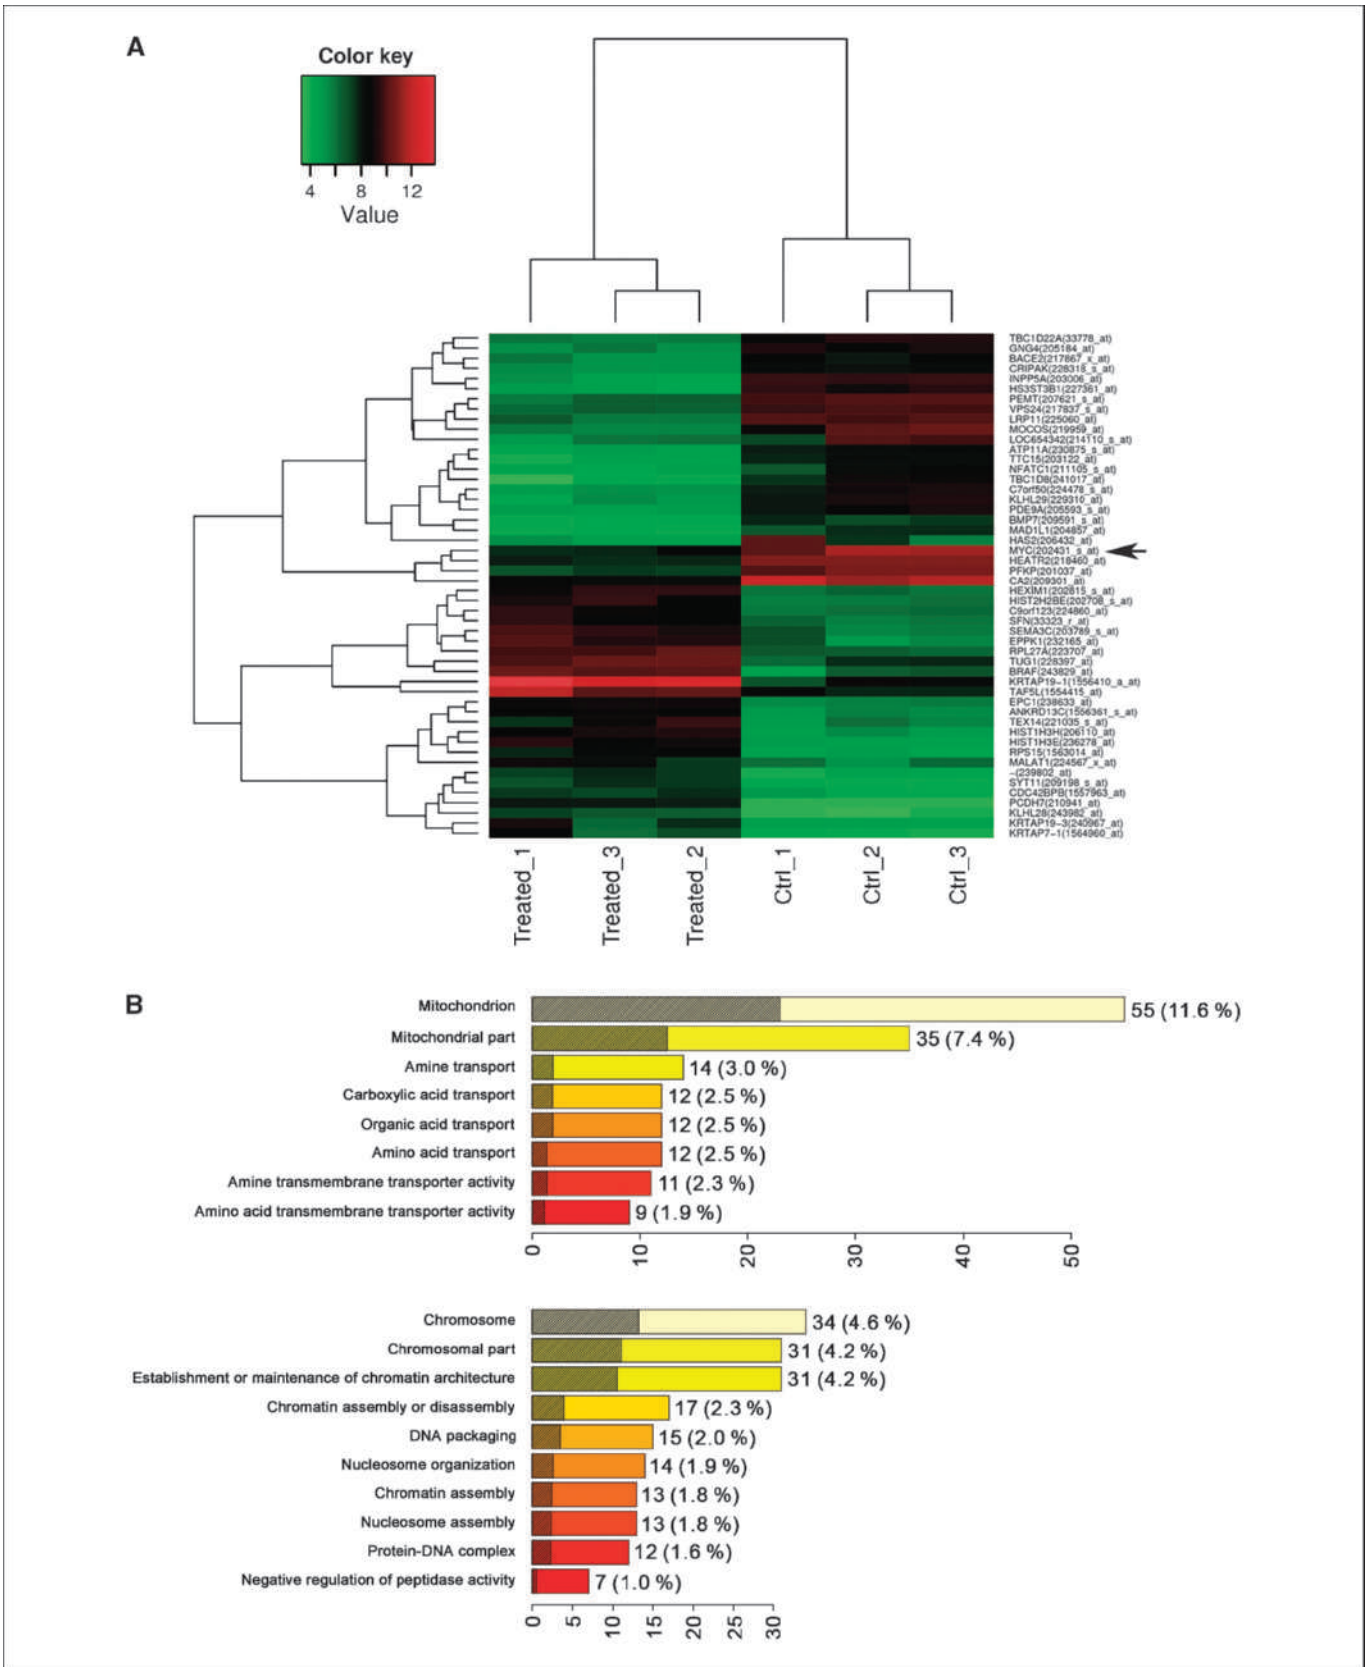 A
Color key
4 8 12
Value
TBC1D22A(33778_at)
GNG4(205184_at)
BACE2(217867_x_at)
CRIPAK(228318_s_at)
INPP5A(203006_at)
HS3ST3B1(227361_at)
PEMT(207621_s_at)
VPS24(217837_s_at)
LRP11(225060_at)
MOCOS(219959_at)
LOC654342(214110_s_at)
ATP11A(230875_s_at)
TTC15(203122_at)
NFATC1(211105_s_at)
TBC1D8(241017_at)
C7orf50(224478_s_at)
KLHL29(229310_at)
PDE9A(205593_s_at)
BMP7(209591_s_at)
MAD1L1(204857_at)
HAS2(206432_at)
MYC(202431_s_at)
HEATR2(218460_at)
PFKP(201037_at)
CA2(209301_at)
HEXIM1(202815_s_at)
HIST2H2BE(202708_s_at)
C9orf123(224860_at)
SFN(33323_r_at)
SEMA3C(203789_s_at)
EPPK1(232165_at)
RPL27A(223707_at)
TUG1(228397_at)
BRAF(243829_at)
KRTAP19-1(1556410_a_at)
TAF5L(1554415_at)
EPC1(238633_at)
ANKRD13C(1556361_s_at)
TEX14(221035_s_at)
HIST1H3H(206110_at)
HIST1H3E(236278_at)
RPS15(1563014_at)
MALAT1(224567_x_at)
-(239802_at)
SYT11(209198_s_at)
CDC42BPB(1557963_at)
PCDH7(210941_at)
KLHL28(243982_at)
KRTAP19-3(240967_at)
KRTAP7-1(1564960_at)
Treated_1 Treated_3 Treated_2 Ctrl_1 Ctrl_2 Ctrl_3
B
Mitochondrion 55 (11.6 %)
Mitochondrial part 35 (7.4 %)
Amine transport 14 (3.0 %)
Carboxylic acid transport 12 (2.5 %)
Organic acid transport 12 (2.5 %)
Amino acid transport 12 (2.5 %)
Amine transmembrane transporter activity 11 (2.3 %)
Amino acid transmembrane transporter activity 9 (1.9 %)
0 10 20 30 40 50
Chromosome 34 (4.6 %)
Chromosomal part 31 (4.2 %)
Establishment or maintenance of chromatin architecture 31 (4.2 %)
Chromatin assembly or disassembly 17 (2.3 %)
DNA packaging 15 (2.0 %)
Nucleosome organization 14 (1.9 %)
Chromatin assembly 13 (1.8 %)
Nucleosome assembly 13 (1.8 %)
Protein-DNA complex 12 (1.6 %)
Negative regulation of peptidase activity 7 (1.0 %)
0 5 10 15 20 25 30